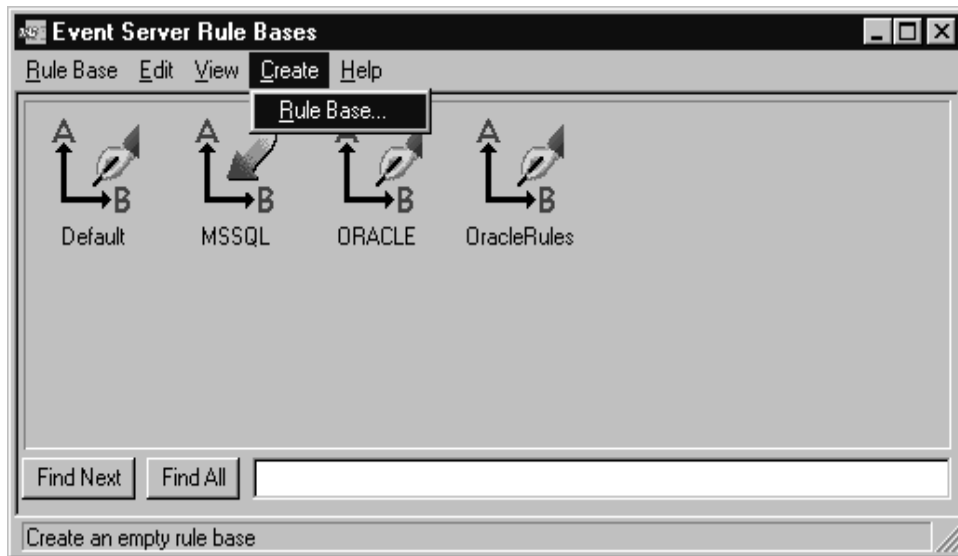 Event Server Rule Bases
Rule Base Edit View Create Help
Rule Base...
A B A B A B A B
Default MSSQL ORACLE OracleRules
Find Next Find All
Create an empty rule base